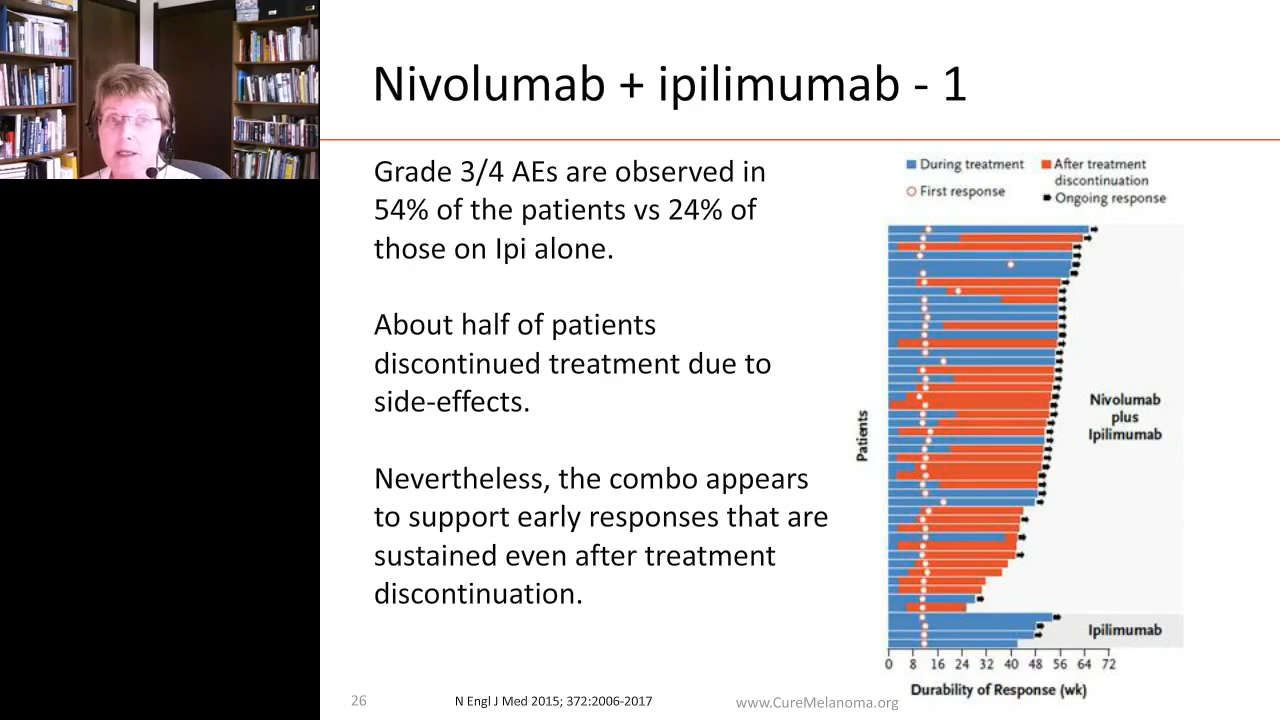 Nivolumab + ipilimumab - 1
Grade 3/4 AEs are observed in
54% of the patients vs 24% of
those on Ipi alone.
About half of patients
discontinued treatment due to
side-effects.
Nevertheless, the combo appears
to support early responses that are
sustained even after treatment
discontinuation.
During treatment
After treatment
discontinuation
First response
Ongoing response
Patients
Nivolumab
plus
Ipilimumab
Ipilimumab
0 8 16 24 32 40 48 56 64 72
Durability of Response (wk)
26
N Engl J Med 2015; 372:2006-2017
www.CureMelanoma.org